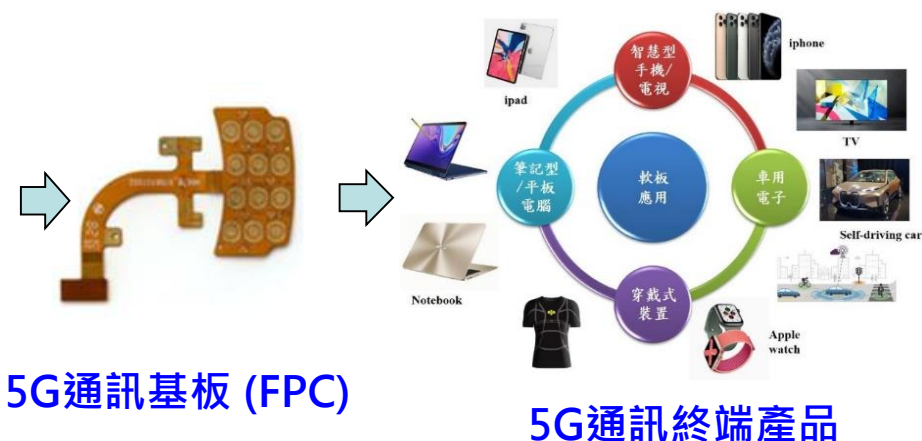 智慧型
手機/
電視
iphone
ipad
TV
筆記型
/平板
電腦
軟板
應用
車用
電子
Self-driving car
Notebook
穿戴式
裝置
Apple
watch
5G通訊基板 (FPC)
5G通訊終端產品